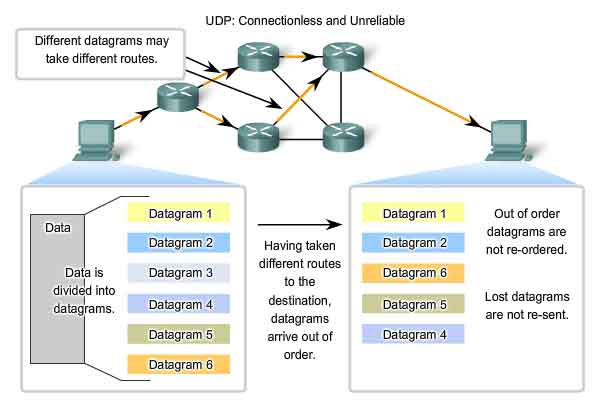 UDP: Connectionless and Unreliable
Different datagrams may
take different routes.
Data
Data is
divided into
datagrams.
Datagram 1
Datagram 2
Datagram 3
Datagram 4
Datagram 5
Datagram 6
Having taken
different routes
to the
destination,
datagrams
arrive out of
order.
Datagram 1
Datagram 2
Datagram 6
Datagram 5
Datagram 4
Out of order
datagrams are
not re-ordered.
Lost datagrams
are not re-sent.